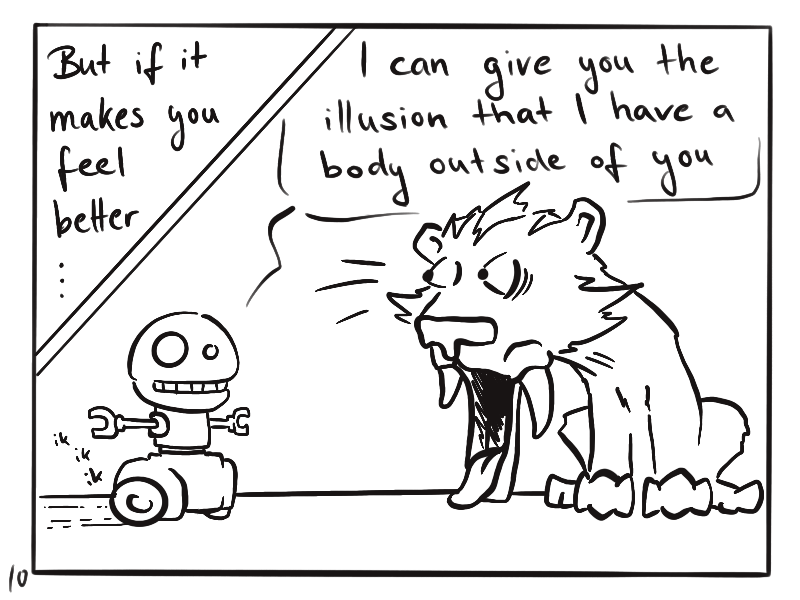 But if it
makes you
feel
better
...
I can give you the
illusion that I have a
body outside of you
ik
ik
ik
10